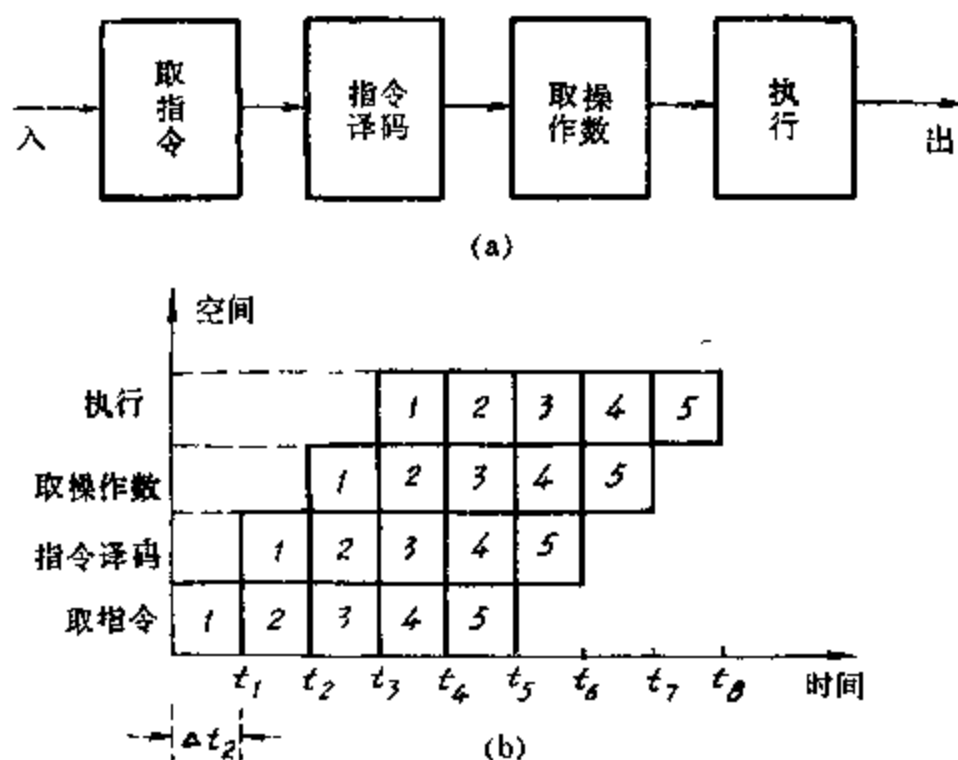 入
取指令
指令译码
取操作数
执行
出
(a)
空间
执行 1 2 3 4 5
取操作数 1 2 3 4 5
指令译码 1 2 3 4 5
取指令 1 2 3 4 5
t1 t2 t3 t4 t5 t6 t7 t8 时间
Δt2
(b)